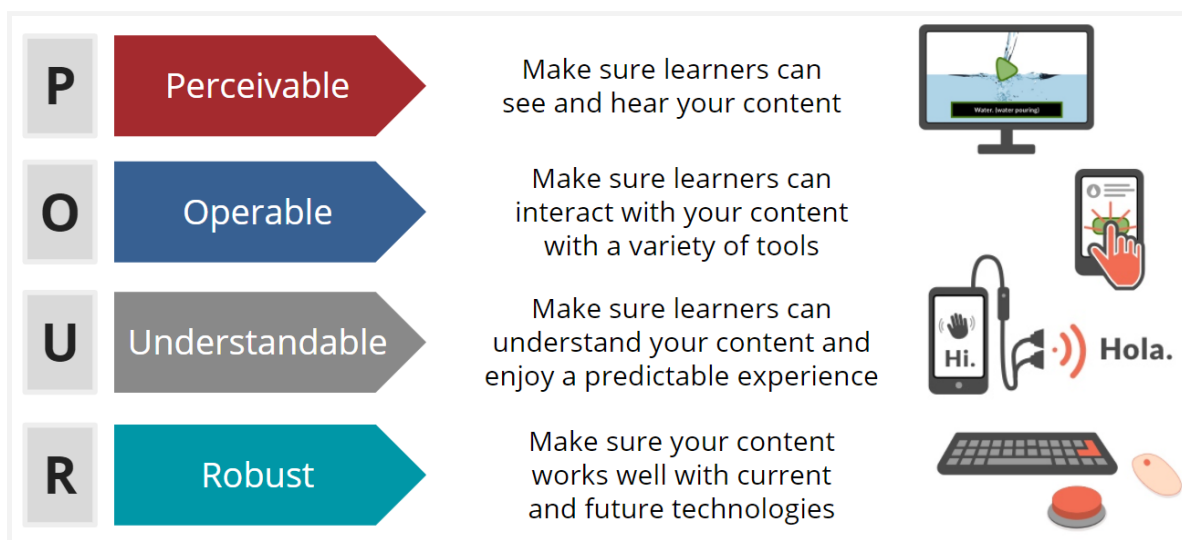 P
Perceivable
Make sure learners can
see and hear your content
Water. (water pouring)
O
Operable
Make sure learners can
interact with your content
with a variety of tools
U
Understandable
Make sure learners can
understand your content and
enjoy a predictable experience
Hi.
Hola.
R
Robust
Make sure your content
works well with current
and future technologies